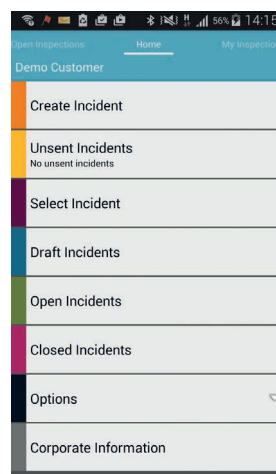 56% 14:15
Open Inspections Home My Inspectio
Demo Customer
Create Incident
Unsent Incidents
No unsent incidents
Select Incident
Draft Incidents
Open Incidents
Closed Incidents
Options
Corporate Information